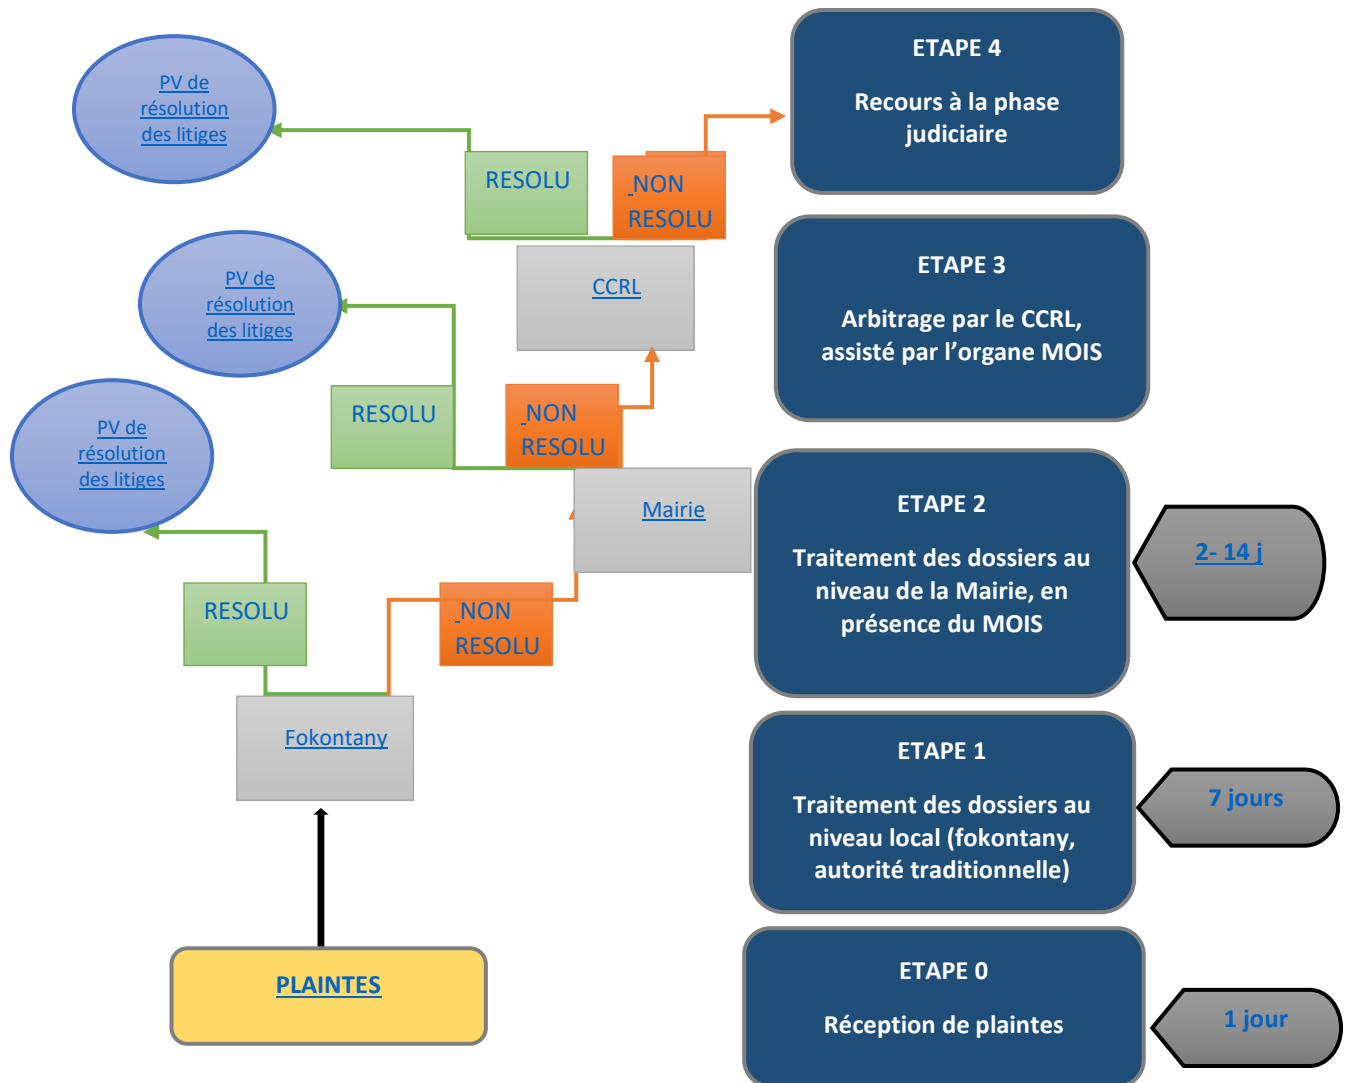 ETAPE 4
Recours à la phase
judiciaire
PV de
résolution
des litiges
RESOLU
NON
RESOLU
ETAPE 3
Arbitrage par le CCRL,
assisté par l’organe MOIS
PV de
résolution
des litiges
CCRL
RESOLU
NON
RESOLU
PV de
résolution
des litiges
Mairie
ETAPE 2
Traitement des dossiers au
niveau de la Mairie, en
présence du MOIS
2- 14 j
RESOLU
NON
RESOLU
Fokontany
ETAPE 1
Traitement des dossiers au
niveau local (fokontany,
autorité traditionnelle)
7 jours
PLAINTES
ETAPE 0
Réception de plaintes
1 jour